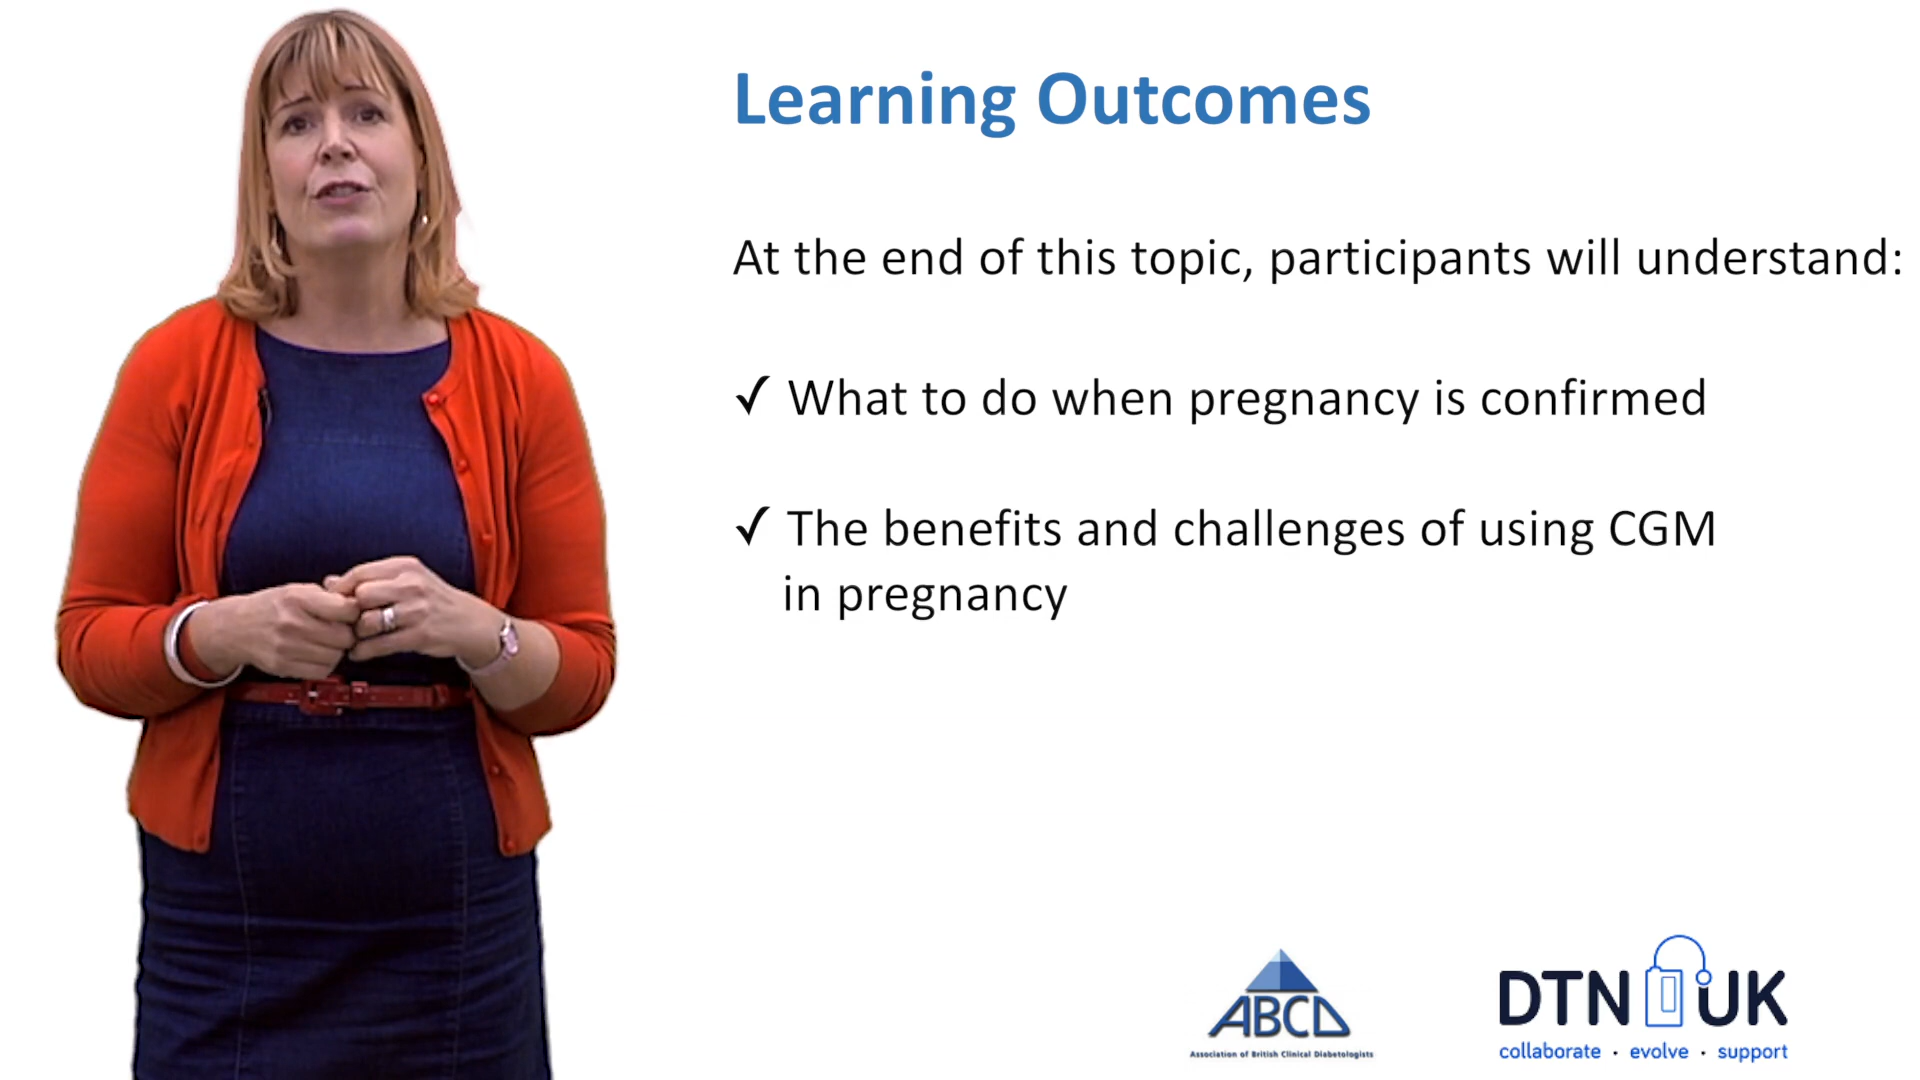 Learning Outcomes
At the end of this topic, participants will understand:
✓ What to do when pregnancy is confirmed
✓ The benefits and challenges of using CGM
in pregnancy
ABCD
Association of British Clinical Diabetologists
DTN UK
collaborate · evolve · support